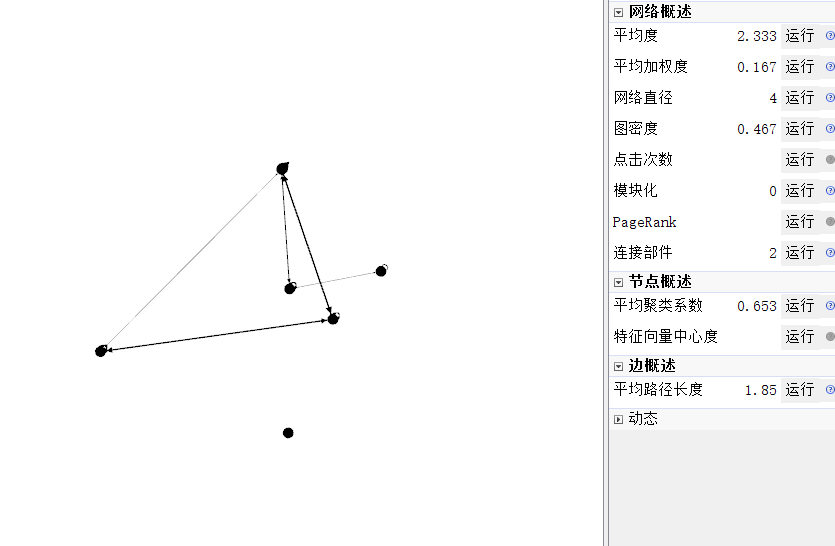 网络概述
平均度 2.333 运行
平均加权度 0.167 运行
网络直径 4 运行
图密度 0.467 运行
点击次数 运行
模块化 0 运行
PageRank 运行
连接部件 2 运行
节点概述
平均聚类系数 0.653 运行
特征向量中心度 运行
边概述
平均路径长度 1.85 运行
动态